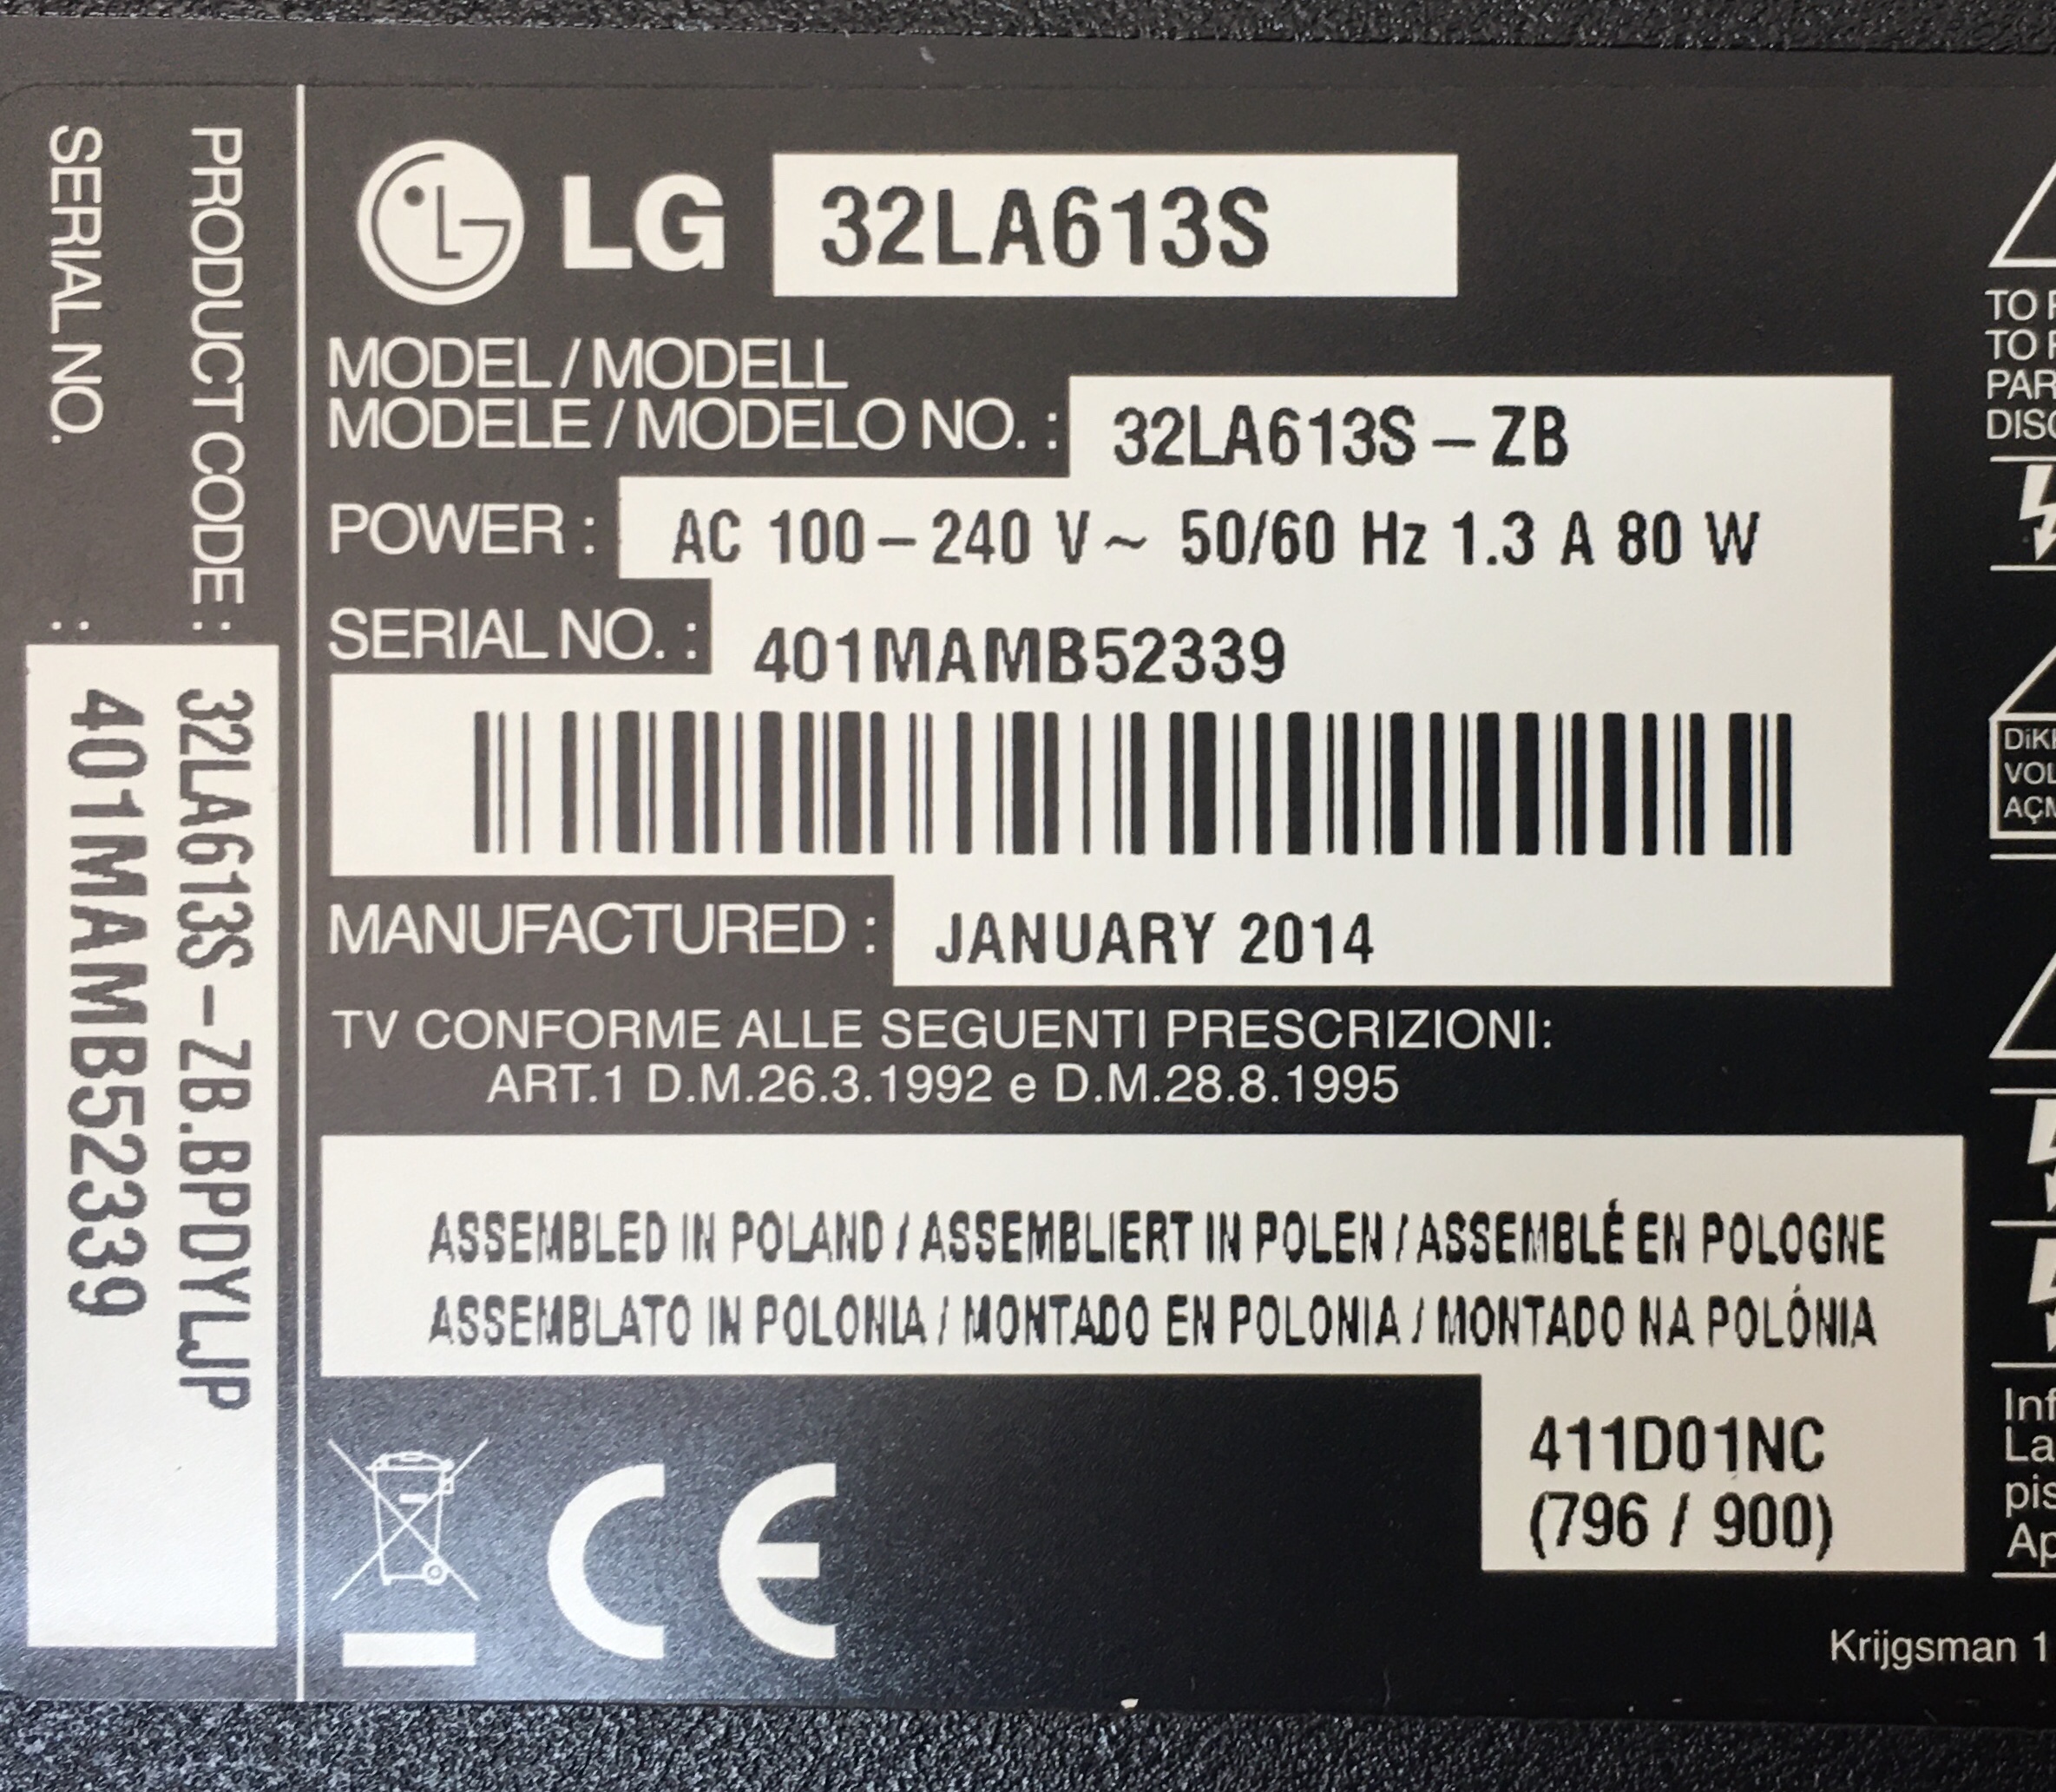 LG 32LA613S
MODEL / MODELL
MODELE / MODELO NO. : 32LA613S – ZB
POWER : AC 100 – 240 V ~ 50/60 Hz 1.3 A 80 W
SERIAL NO. : 401MAMB52339
MANUFACTURED : JANUARY 2014
TV CONFORME ALLE SEGUENTI PRESCRIZIONI:
ART.1 D.M.26.3.1992 e D.M.28.8.1995
ASSEMBLED IN POLAND / ASSEMBLIERT IN POLEN / ASSEMBLÉ EN POLOGNE
ASSEMBLATO IN POLONIA / MONTADO EN POLONIA / MONTADO NA POLÓNIA
411D01NC
(796 / 900)
CE
PRODUCT CODE : 32LA613S – ZB.BPDYLJP
SERIAL NO. : 401MAMB52339
TO
TO
Krijgsman 1